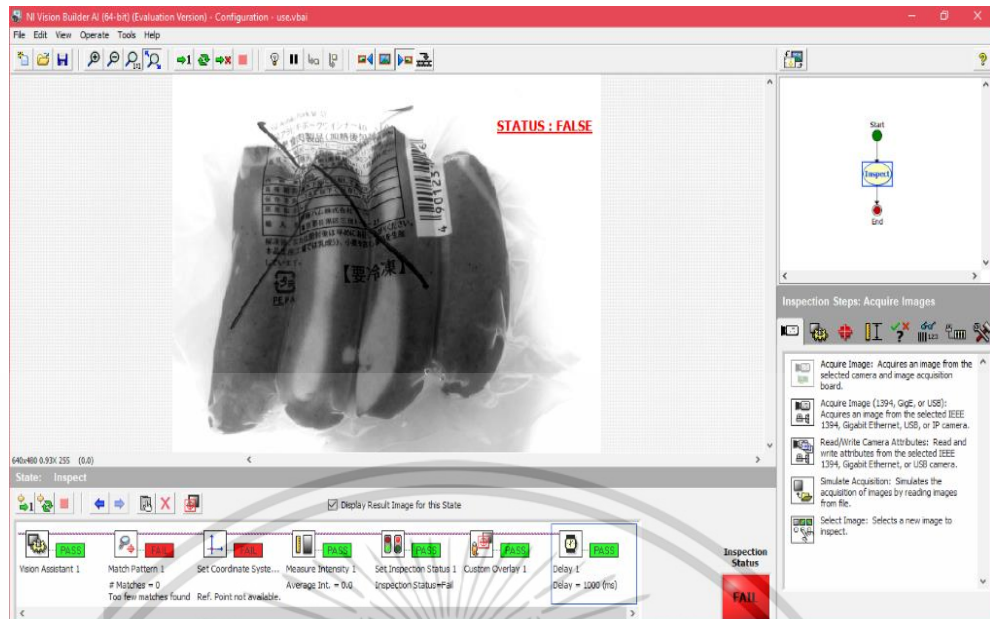 NI Vision Builder AI (64-bit) (Evaluation Version) - Configuration - use.vbai
File Edit View Operate Tools Help
STATUS : FALSE
【要冷凍】
PE,PA
Start
Inspect
End
640x480 0.93X 255 (0,0)
Inspection Steps: Acquire Images
Acquire Image: Acquires an image from the
selected camera and image acquisition
board.
Acquire Image (1394, GigE, or USB):
Acquires an image from the selected IEEE
1394, Gigabit Ethernet, USB, or IP camera.
Read/Write Camera Attributes: Read and
write attributes from the selected IEEE
1394, Gigabit Ethernet, or USB camera.
Simulate Acquisition: Simulates the
acquisition of images by reading images
from file.
Select Image: Selects a new image to
inspect.
State: Inspect
Display Result Image for this State
PASS FAIL FAIL PASS PASS PASS PASS
Vision Assistant 1 Match Pattern 1 Set Coordinate Syste... Measure Intensity 1 Set Inspection Status 1 Custom Overlay 1 Delay 1
# Matches = 0 Average Int. = 0.0 Inspection Status=Fail Delay = 1000 (ms)
Too few matches found Ref. Point not available.
Inspection
Status
FAIL